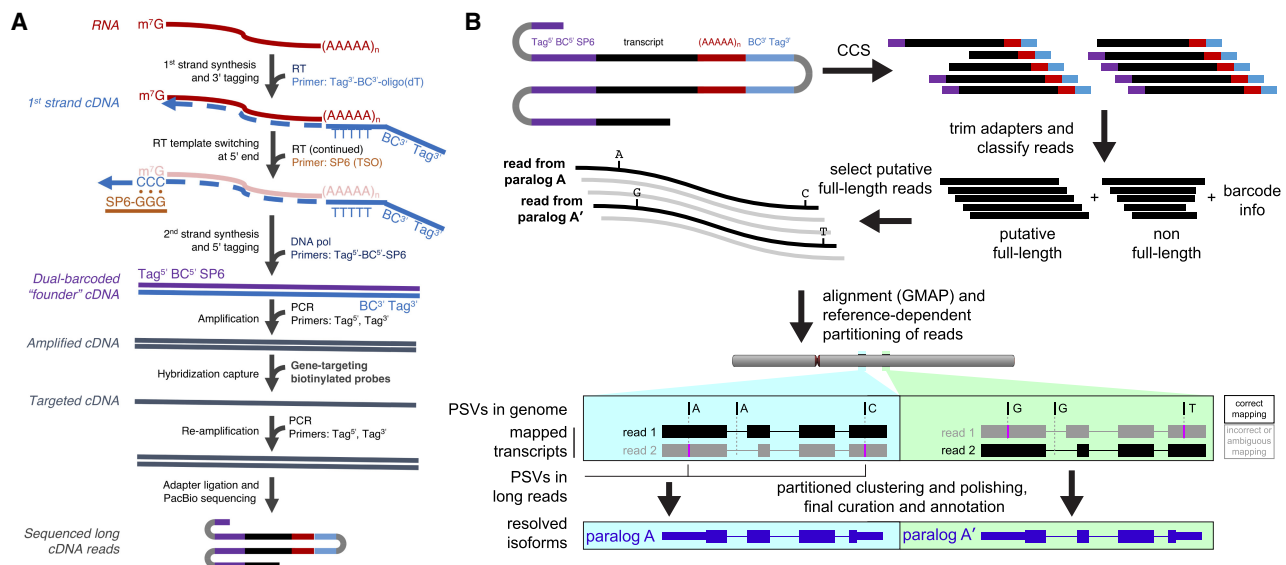 A
RNA
m⁷G
(AAAAA)n
1st strand synthesis
and 3' tagging
RT
Primer: Tag3'-BC3'-oligo(dT)
1st strand cDNA
m⁷G
(AAAAA)n
TTTTT
BC3' Tag3'
RT template switching
at 5' end
RT (continued)
Primer: SP6 (TSO)
m⁷G
CCC
SP6-GGG
(AAAAA)n
TTTTT
BC3' Tag3'
2nd strand synthesis
and 5' tagging
DNA pol
Primers: Tag5'-BC5'-SP6
Dual-barcoded
“founder” cDNA
Tag5' BC5' SP6
BC3' Tag3'
Amplification
PCR
Primers: Tag5', Tag3'
Amplified cDNA
Hybridization capture
Gene-targeting
biotinylated probes
Targeted cDNA
Re-amplification
PCR
Primers: Tag5', Tag3'
Adapter ligation and
PacBio sequencing
Sequenced long
cDNA reads
B
Tag5' BC5' SP6 transcript (AAAAA)n BC3' Tag3'
CCS
trim adapters and
classify reads
select putative
full-length reads
+
+
barcode
info
putative
full-length
non
full-length
read from
paralog A
read from
paralog A′
A
G
C
T
alignment (GMAP) and
reference-dependent
partitioning of reads
PSVs in genome
A A C G G T
mapped
transcripts
read 1
read 2
read 1
read 2
correct
mapping
incorrect or
ambiguous
mapping
PSVs in
long reads
partitioned clustering and polishing,
final curation and annotation
resolved
isoforms
paralog A
paralog A′